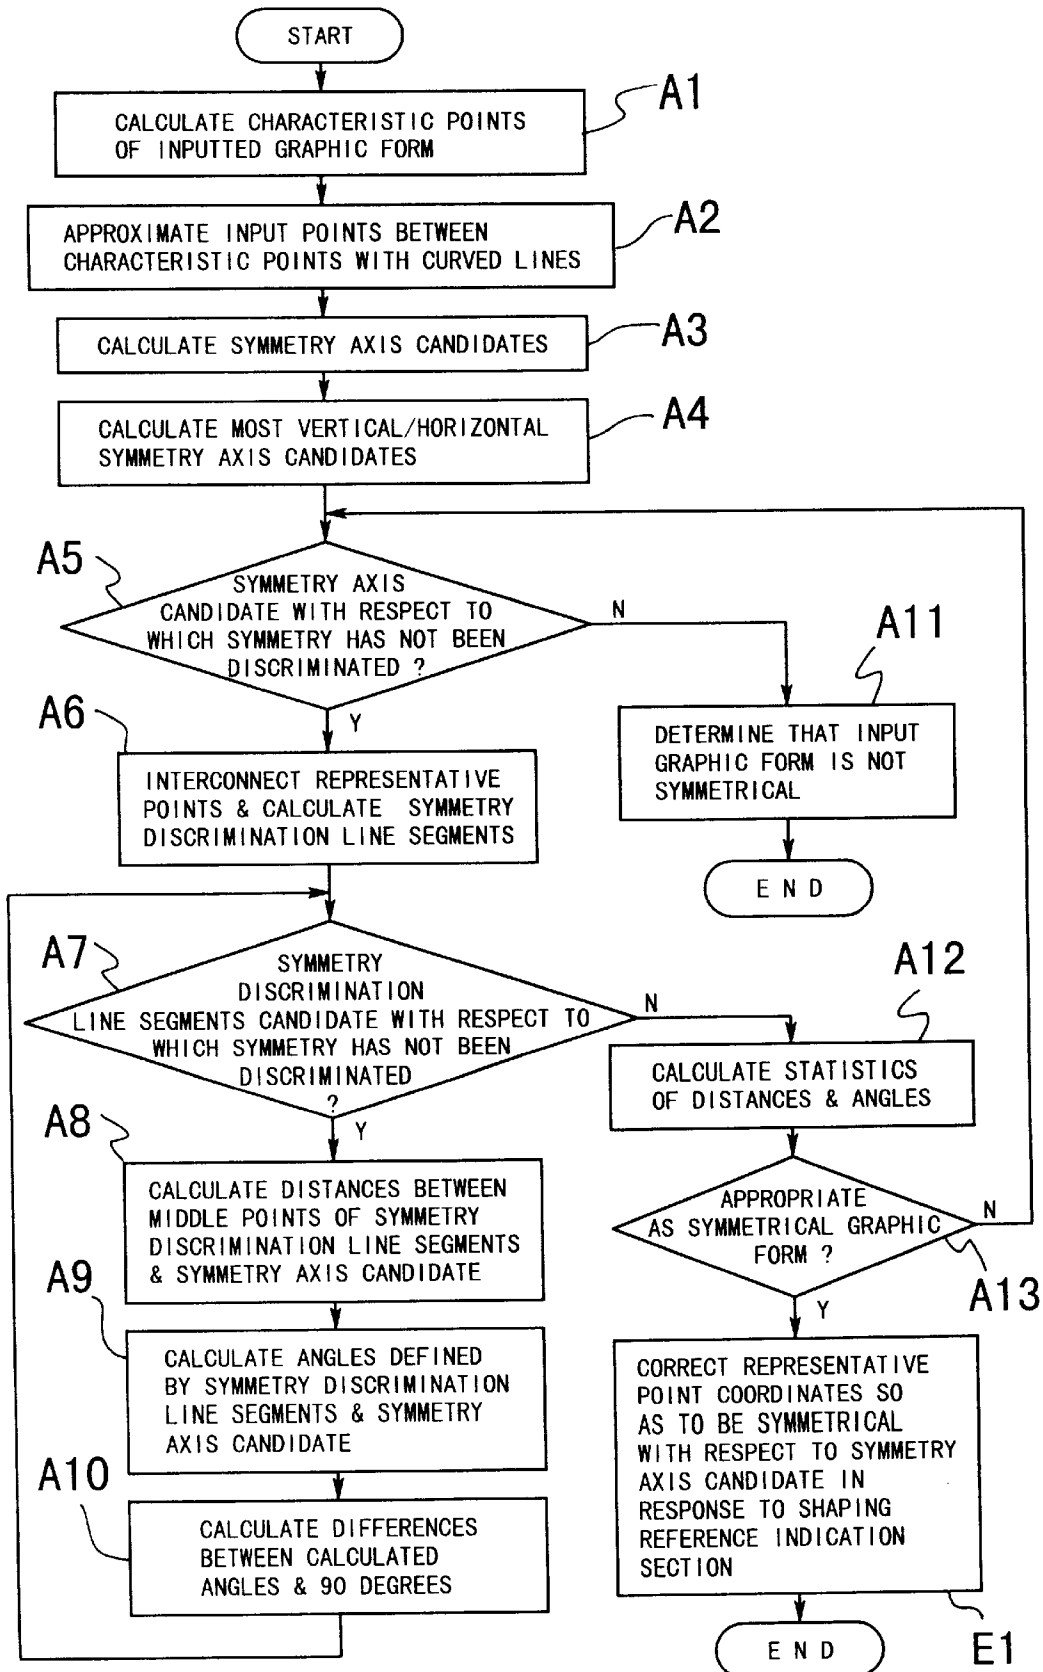 START
A1
CALCULATE CHARACTERISTIC POINTS
OF INPUTTED GRAPHIC FORM
A2
APPROXIMATE INPUT POINTS BETWEEN
CHARACTERISTIC POINTS WITH CURVED LINES
A3
CALCULATE SYMMETRY AXIS CANDIDATES
A4
CALCULATE MOST VERTICAL/HORIZONTAL
SYMMETRY AXIS CANDIDATES
A5
SYMMETRY AXIS
CANDIDATE WITH RESPECT TO
WHICH SYMMETRY HAS NOT BEEN
DISCRIMINATED ?
N
Y
A11
DETERMINE THAT INPUT
GRAPHIC FORM IS NOT
SYMMETRICAL
END
A6
INTERCONNECT REPRESENTATIVE
POINTS & CALCULATE SYMMETRY
DISCRIMINATION LINE SEGMENTS
A7
SYMMETRY
DISCRIMINATION
LINE SEGMENTS CANDIDATE WITH RESPECT TO
WHICH SYMMETRY HAS NOT BEEN
DISCRIMINATED
?
N
Y
A8
CALCULATE DISTANCES BETWEEN
MIDDLE POINTS OF SYMMETRY
DISCRIMINATION LINE SEGMENTS
& SYMMETRY AXIS CANDIDATE
A9
CALCULATE ANGLES DEFINED
BY SYMMETRY DISCRIMINATION
LINE SEGMENTS & SYMMETRY
AXIS CANDIDATE
A10
CALCULATE DIFFERENCES
BETWEEN CALCULATED
ANGLES & 90 DEGREES
A12
CALCULATE STATISTICS
OF DISTANCES & ANGLES
APPROPRIATE
AS SYMMETRICAL GRAPHIC
FORM ?
N
A13
Y
CORRECT REPRESENTATIVE
POINT COORDINATES SO
AS TO BE SYMMETRICAL
WITH RESPECT TO SYMMETRY
AXIS CANDIDATE IN
RESPONSE TO SHAPING
REFERENCE INDICATION
SECTION
E1
END